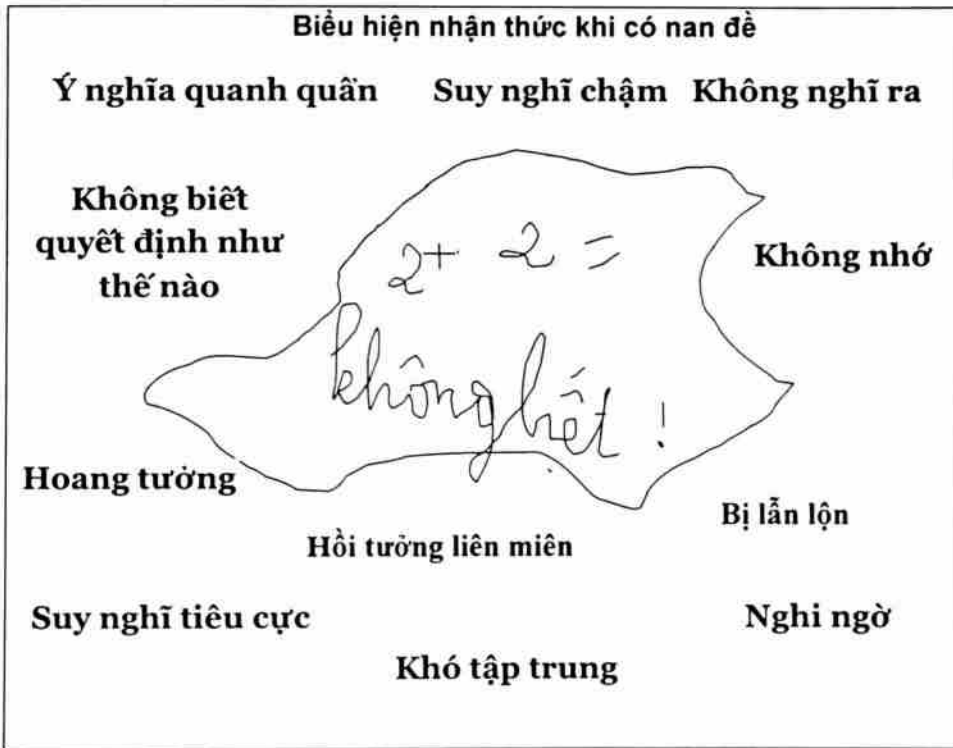 Biểu hiện nhận thức khi có nan đề
Ý nghĩa quanh quẩn Suy nghĩ chậm Không nghĩ ra
Không biết
quyết định như
thế nào
2 + 2 =
Không nhớ
không biết !
Hoang tưởng
Bị lẫn lộn
Hồi tưởng liên miên
Suy nghĩ tiêu cực
Nghi ngờ
Khó tập trung